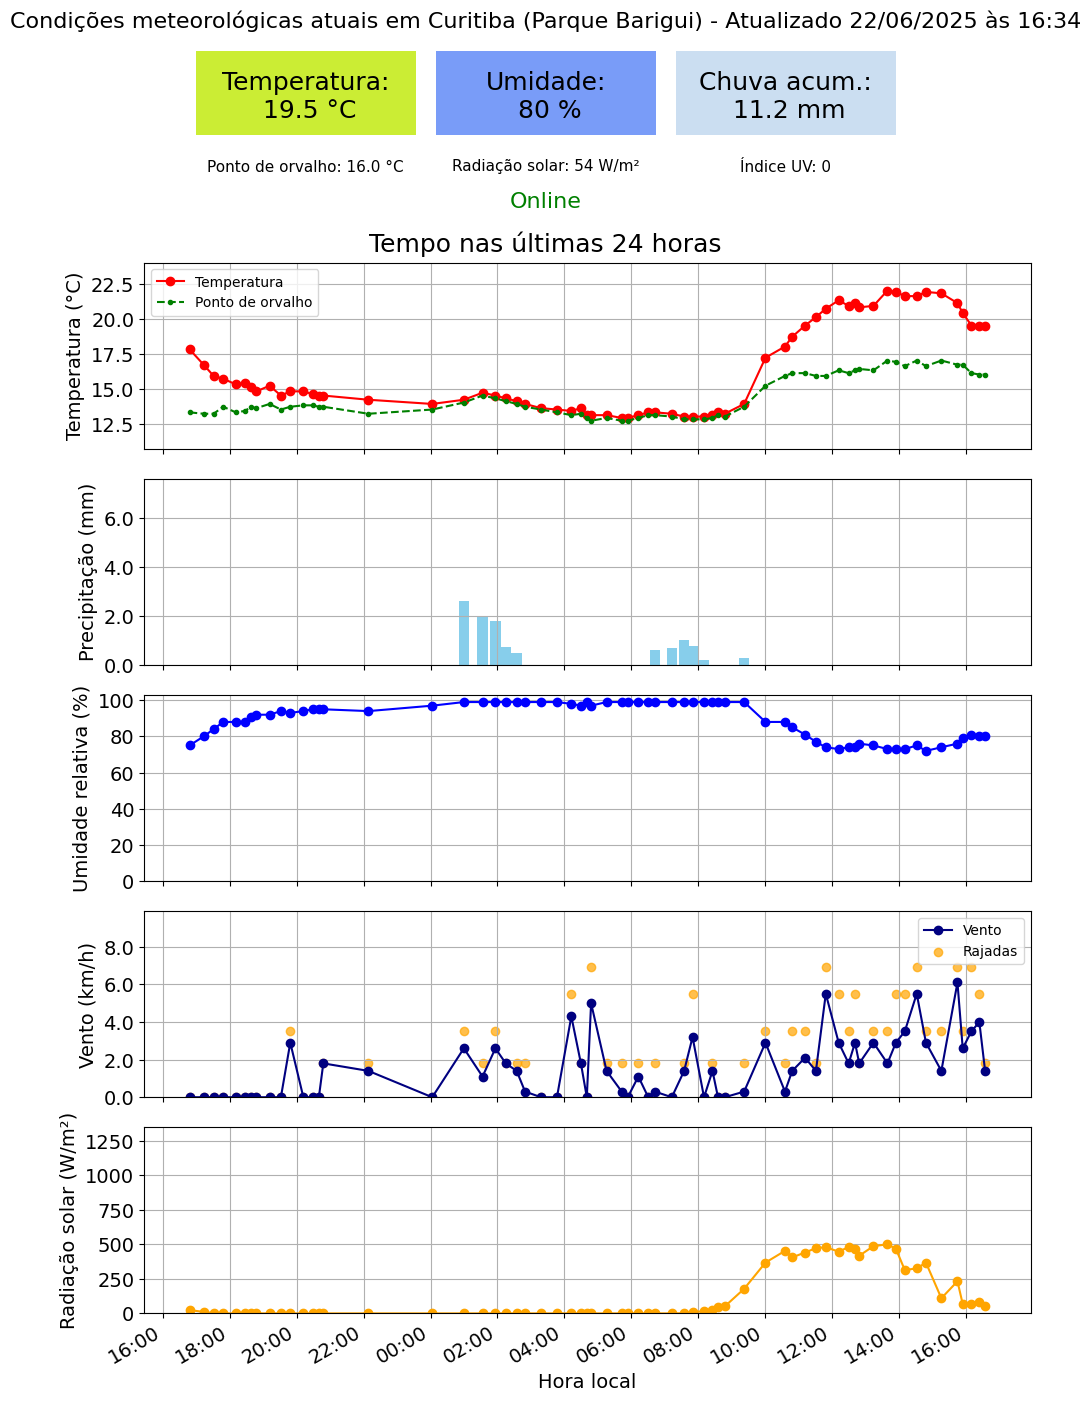 Condições meteorológicas atuais em Curitiba (Parque Barigui) - Atualizado 22/06/2025 às 16:34
Temperatura:
19.5 °C
Umidade:
80 %
Chuva acum.:
11.2 mm
Ponto de orvalho: 16.0 °C
Radiação solar: 54 W/m²
Índice UV: 0
Online
Tempo nas últimas 24 horas
Temperatura (°C)
22.5
20.0
17.5
15.0
12.5
Temperatura
Ponto de orvalho
Precipitação (mm)
6.0
4.0
2.0
0.0
Umidade relativa (%)
100
80
60
40
20
0
Vento (km/h)
8.0
6.0
4.0
2.0
0.0
Vento
Rajadas
Radiação solar (W/m²)
1250
1000
750
500
250
0
16:00
18:00
20:00
22:00
00:00
02:00
04:00
06:00
08:00
10:00
12:00
14:00
16:00
Hora local